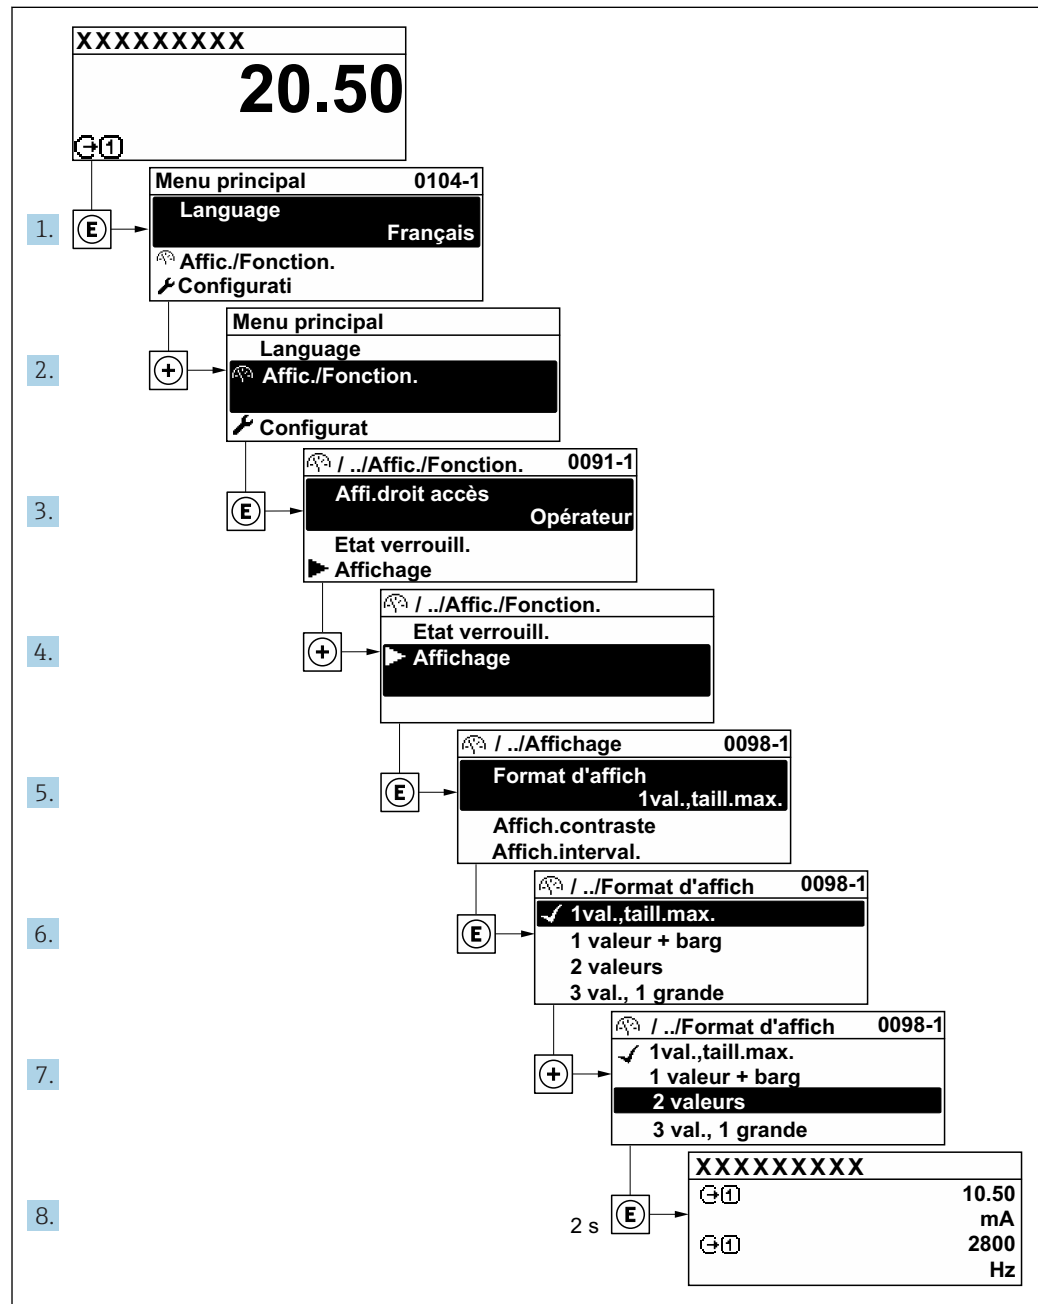 XXXXXXXXX
20.50
1
Menu principal 0104-1
Language
Français
Affic./Fonction.
Configurati
1. E
Menu principal
Language
Affic./Fonction.
Configurat
2. +
/ ../Affic./Fonction. 0091-1
Affi.droit accès
Opérateur
Etat verrouill.
Affichage
3. E
/ ../Affic./Fonction.
Etat verrouill.
Affichage
4. +
/ ../Affichage 0098-1
Format d'affich
1val.,taill.max.
Affich.contraste
Affich.interval.
5. E
/ ../Format d'affich 0098-1
1val.,taill.max.
1 valeur + barg
2 valeurs
3 val., 1 grande
6. E
/ ../Format d'affich 0098-1
1val.,taill.max.
1 valeur + barg
2 valeurs
3 val., 1 grande
7. +
XXXXXXXXX
1 10.50
mA
1 2800
Hz
8. 2 s E